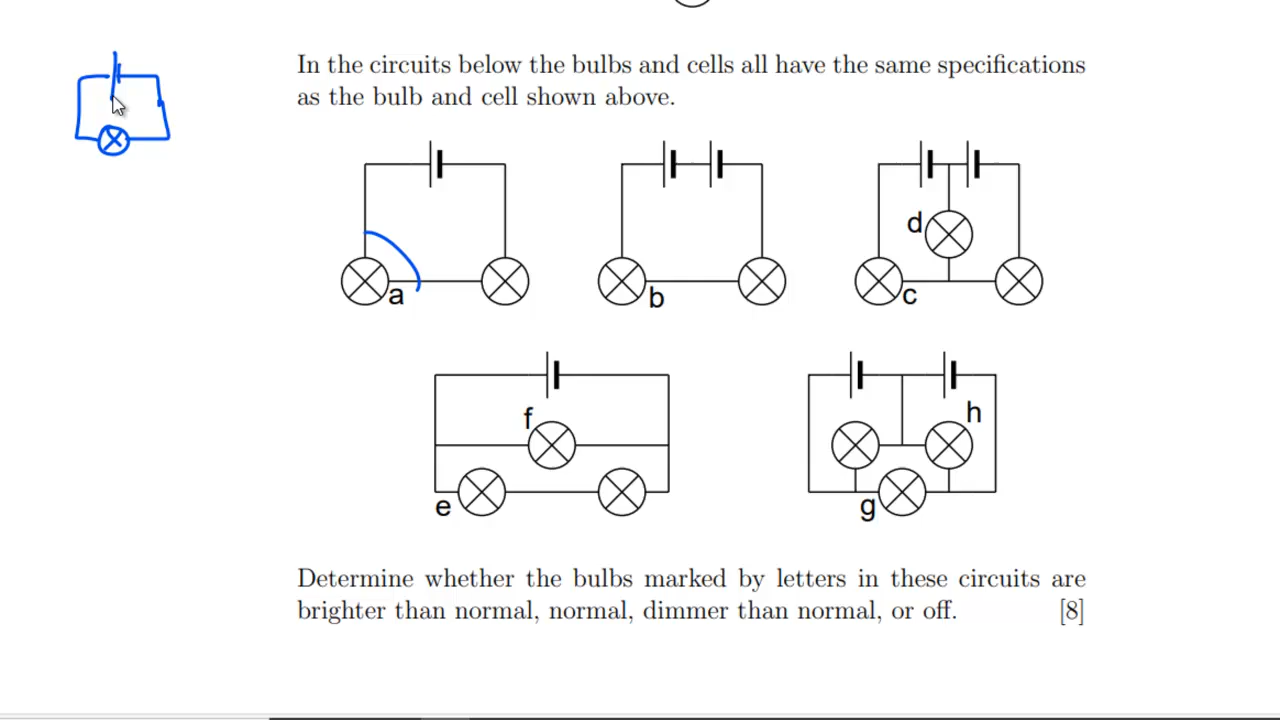 In the circuits below the bulbs and cells all have the same specifications
as the bulb and cell shown above.
d
a
b
c
f
h
e
g
Determine whether the bulbs marked by letters in these circuits are
brighter than normal, normal, dimmer than normal, or off. [8]